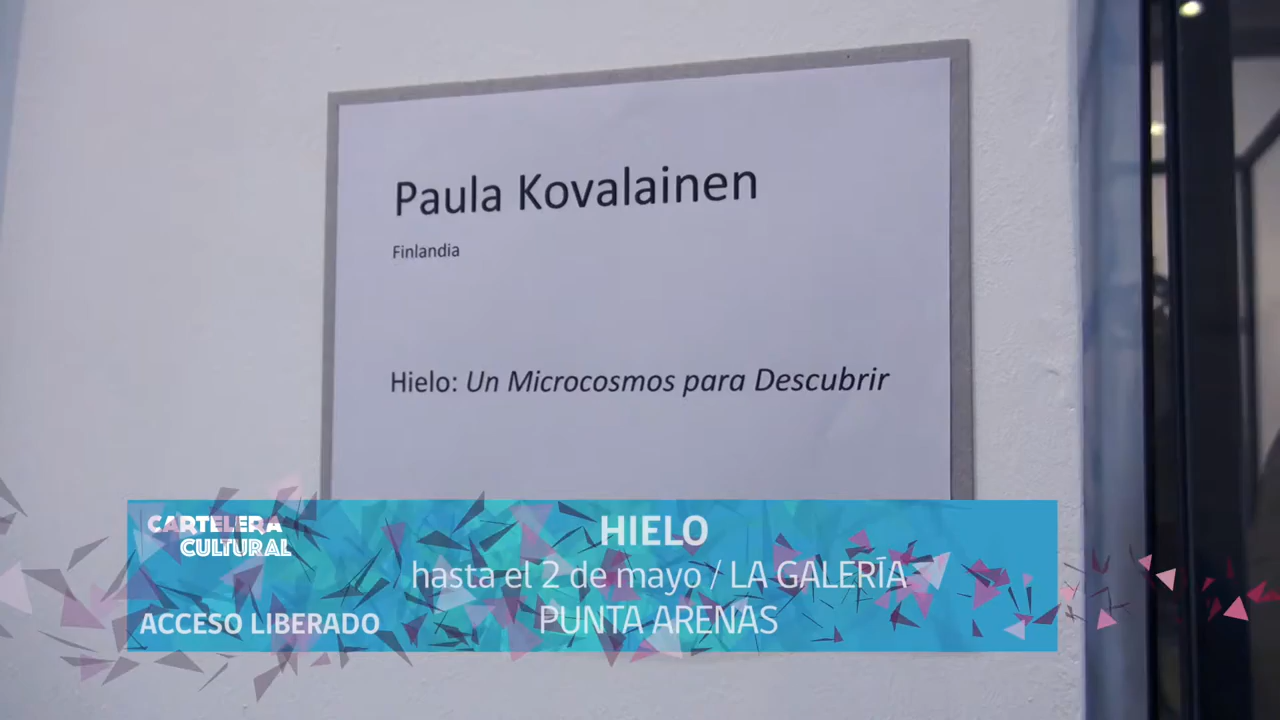 Paula Kovalainen
Finlandia
Hielo: Un Microcosmos para Descubrir
CARTELERA
CULTURAL
HIELO
hasta el 2 de mayo / LA GALERÍA
PUNTA ARENAS
ACCESO LIBERADO